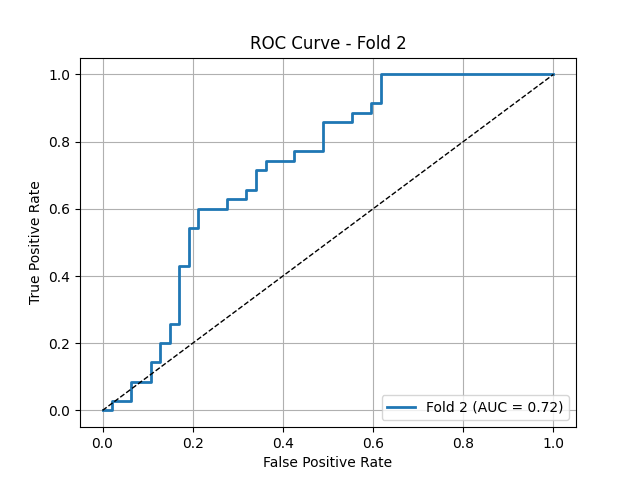 ROC Curve - Fold 2
1.0
0.8
0.6
0.4
0.2
0.0
True Positive Rate
Fold 2 (AUC = 0.72)
0.0 0.2 0.4 0.6 0.8 1.0
False Positive Rate